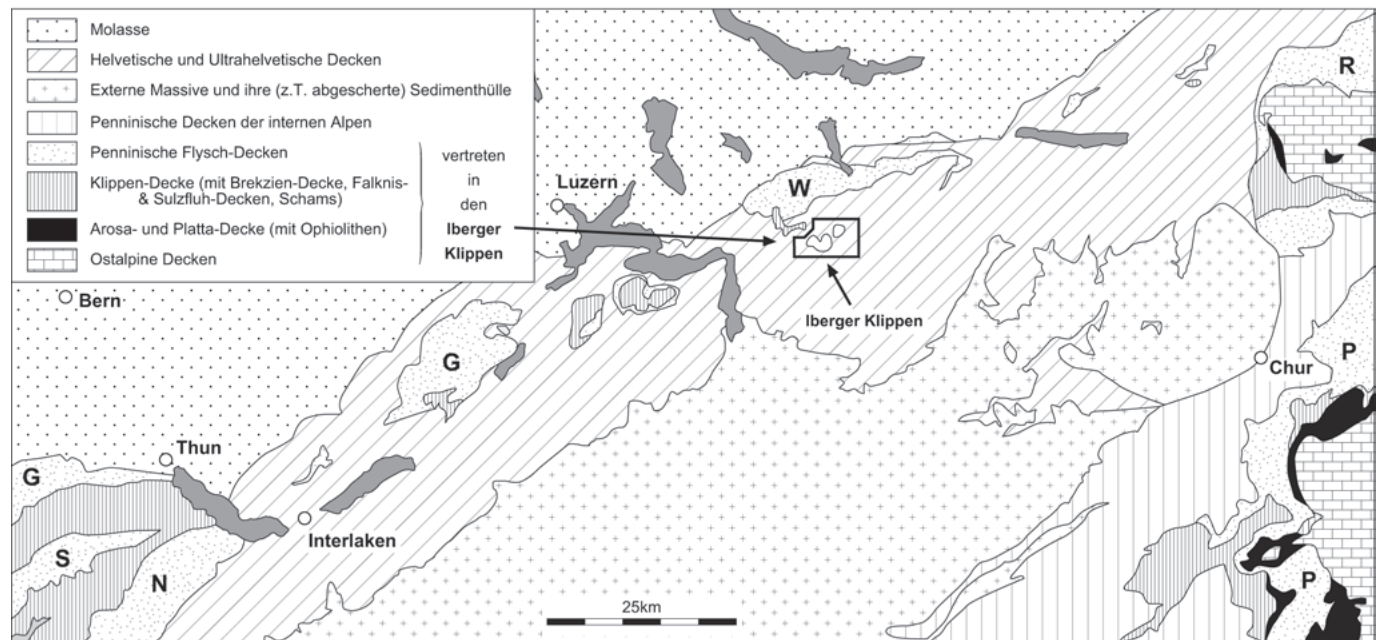 Molasse
Helvetische und Ultrahelvetische Decken
Externe Massive und ihre (z.T. abgescherte) Sedimenthülle
Penninische Decken der internen Alpen
Penninische Flysch-Decken
Klippen-Decke (mit Brekzien-Decke, Falknis-
& Sulzfluh-Decken, Schams)
Arosa- und Platta-Decke (mit Ophiolithen)
Ostalpine Decken
vertreten
in
den
Iberger
Klippen
R
W
Luzern
Bern
Iberger Klippen
G
P
Chur
Thun
G
S
N
Interlaken
P
25km